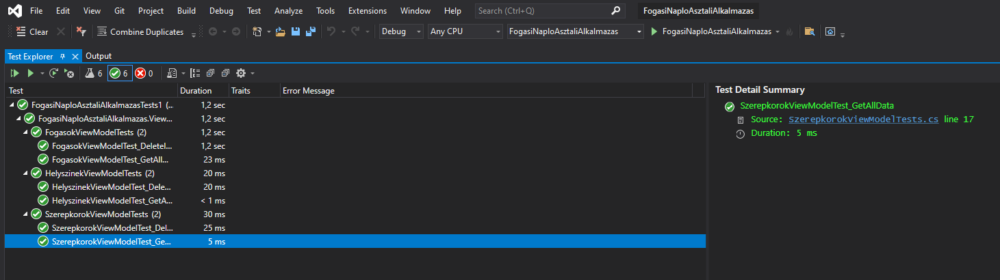 File Edit View Git Project Build Debug Test Analyze Tools Extensions Window Help Search (Ctrl+Q) FogasiNaploAsztaliAlkalmazas
Clear Combine Duplicates Debug Any CPU FogasiNaploAsztaliAlkalmazas FogasiNaploAsztaliAlkalmazas
Test Explorer Output
6 6 0
Test Duration Traits Error Message
FogasiNaploAsztaliAlkalmazasTests1 (... 1,2 sec
FogasiNaploAsztaliAlkalmazas.View... 1,2 sec
FogasokViewModelTests (2) 1,2 sec
FogasokViewModelTest_DeleteI... 1,2 sec
FogasokViewModelTest_GetAll... 23 ms
HelyszinekViewModelTests (2) 20 ms
HelyszinekViewModelTest_Dele... 20 ms
HelyszinekViewModelTest_GetA... < 1 ms
SzerepkorokViewModelTests (2) 30 ms
SzerepkorokViewModelTest_Del... 25 ms
SzerepkorokViewModelTest_Ge... 5 ms
Test Detail Summary
SzerepkorokViewModelTest_GetAllData
Source: SzerepkorokViewModelTests.cs line 17
Duration: 5 ms